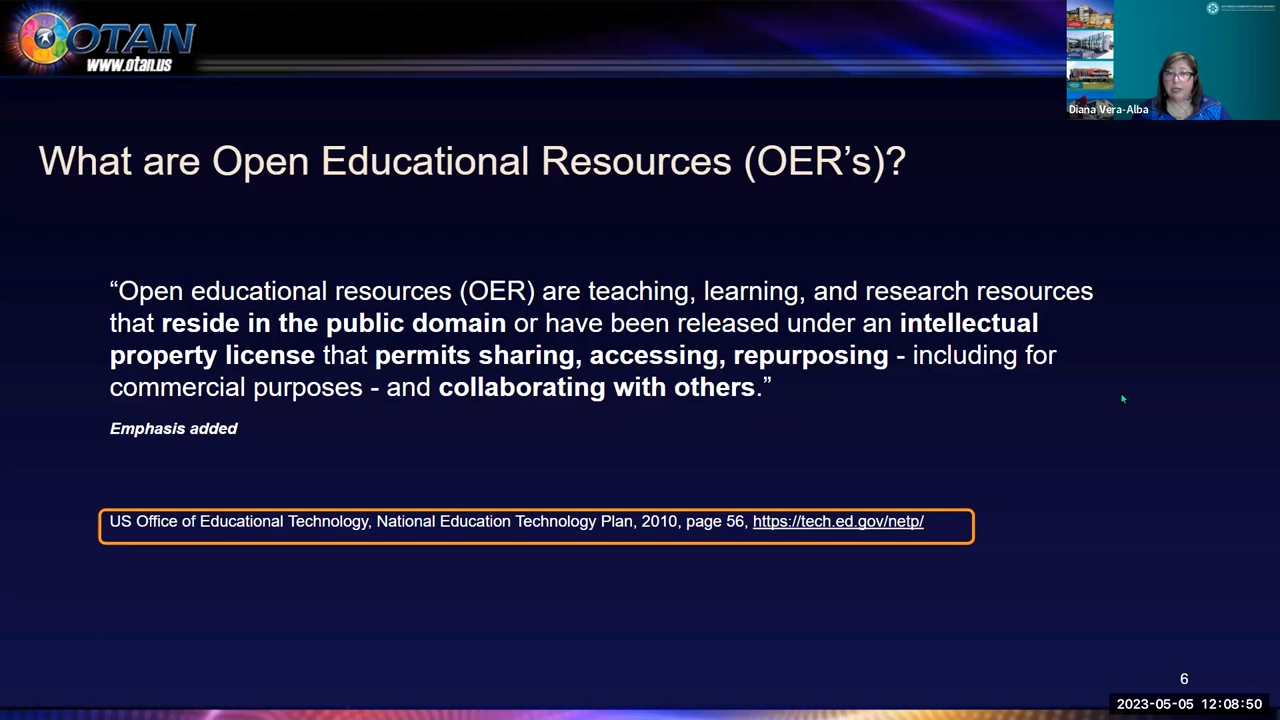 OTAN
www.otan.us
Diana Vera-Alba
What are Open Educational Resources (OER’s)?
“Open educational resources (OER) are teaching, learning, and research resources
that reside in the public domain or have been released under an intellectual
property license that permits sharing, accessing, repurposing - including for
commercial purposes - and collaborating with others.”
Emphasis added
US Office of Educational Technology, National Education Technology Plan, 2010, page 56, https://tech.ed.gov/netp/
6
2023-05-05 12:08:50